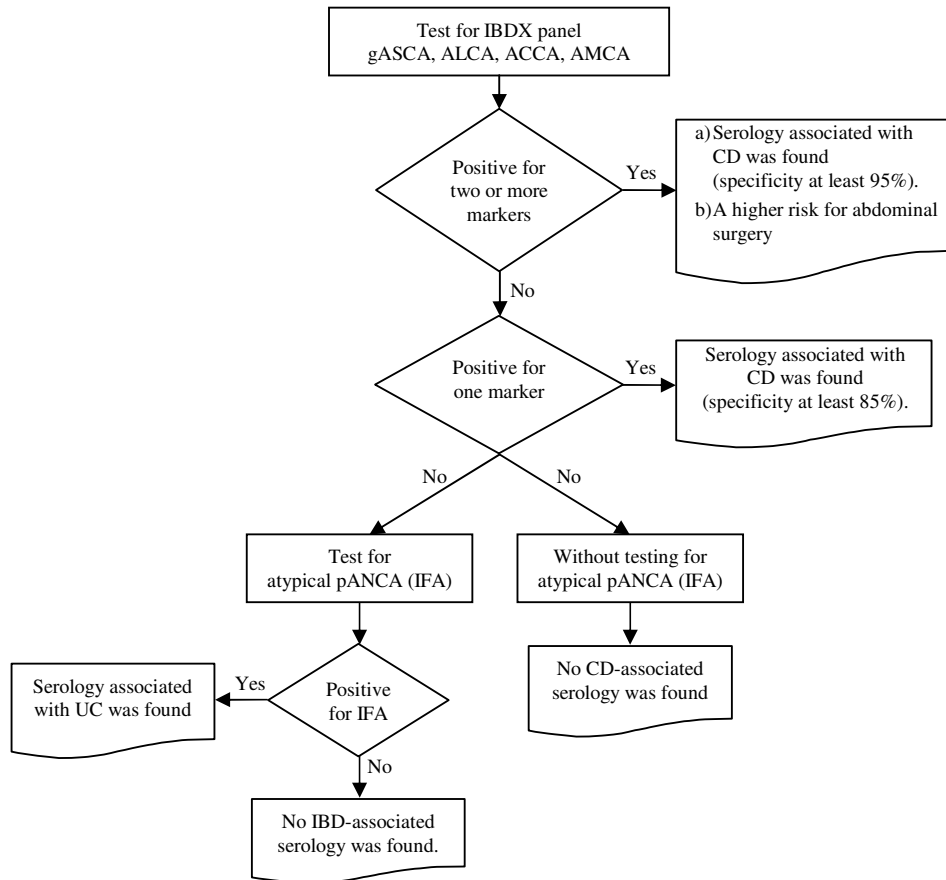 Test for IBDX panel
gASCA, ALCA, ACCA, AMCA
Positive for
two or more
markers
Yes
a) Serology associated with
CD was found
(specificity at least 95%).
b) A higher risk for abdominal
surgery
No
Positive for
one marker
Yes
Serology associated with
CD was found
(specificity at least 85%).
No
No
Test for
atypical pANCA (IFA)
Without testing for
atypical pANCA (IFA)
Serology associated
with UC was found
Yes
Positive
for IFA
No CD-associated
serology was found
No
No IBD-associated
serology was found.